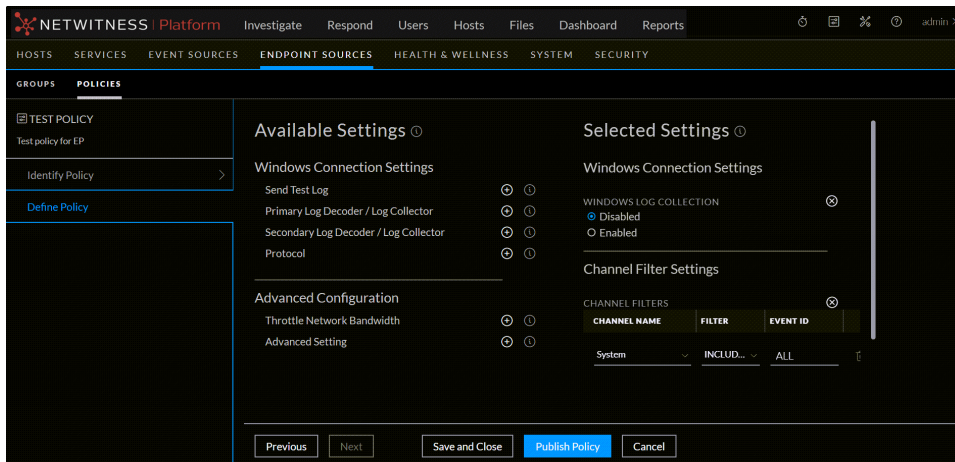 NETWITNESS Platform Investigate Respond Users Hosts Files Dashboard Reports admin
HOSTS SERVICES EVENT SOURCES ENDPOINT SOURCES HEALTH & WELLNESS SYSTEM SECURITY
GROUPS POLICIES
TEST POLICY
Test policy for EP
Identify Policy
Define Policy
Available Settings
Windows Connection Settings
Send Test Log
Primary Log Decoder / Log Collector
Secondary Log Decoder / Log Collector
Protocol
Advanced Configuration
Throttle Network Bandwidth
Advanced Setting
Selected Settings
Windows Connection Settings
WINDOWS LOG COLLECTION
Disabled
Enabled
Channel Filter Settings
CHANNEL FILTERS
CHANNEL NAME FILTER EVENT ID
System INCLUD... ALL
Previous Next Save and Close Publish Policy Cancel